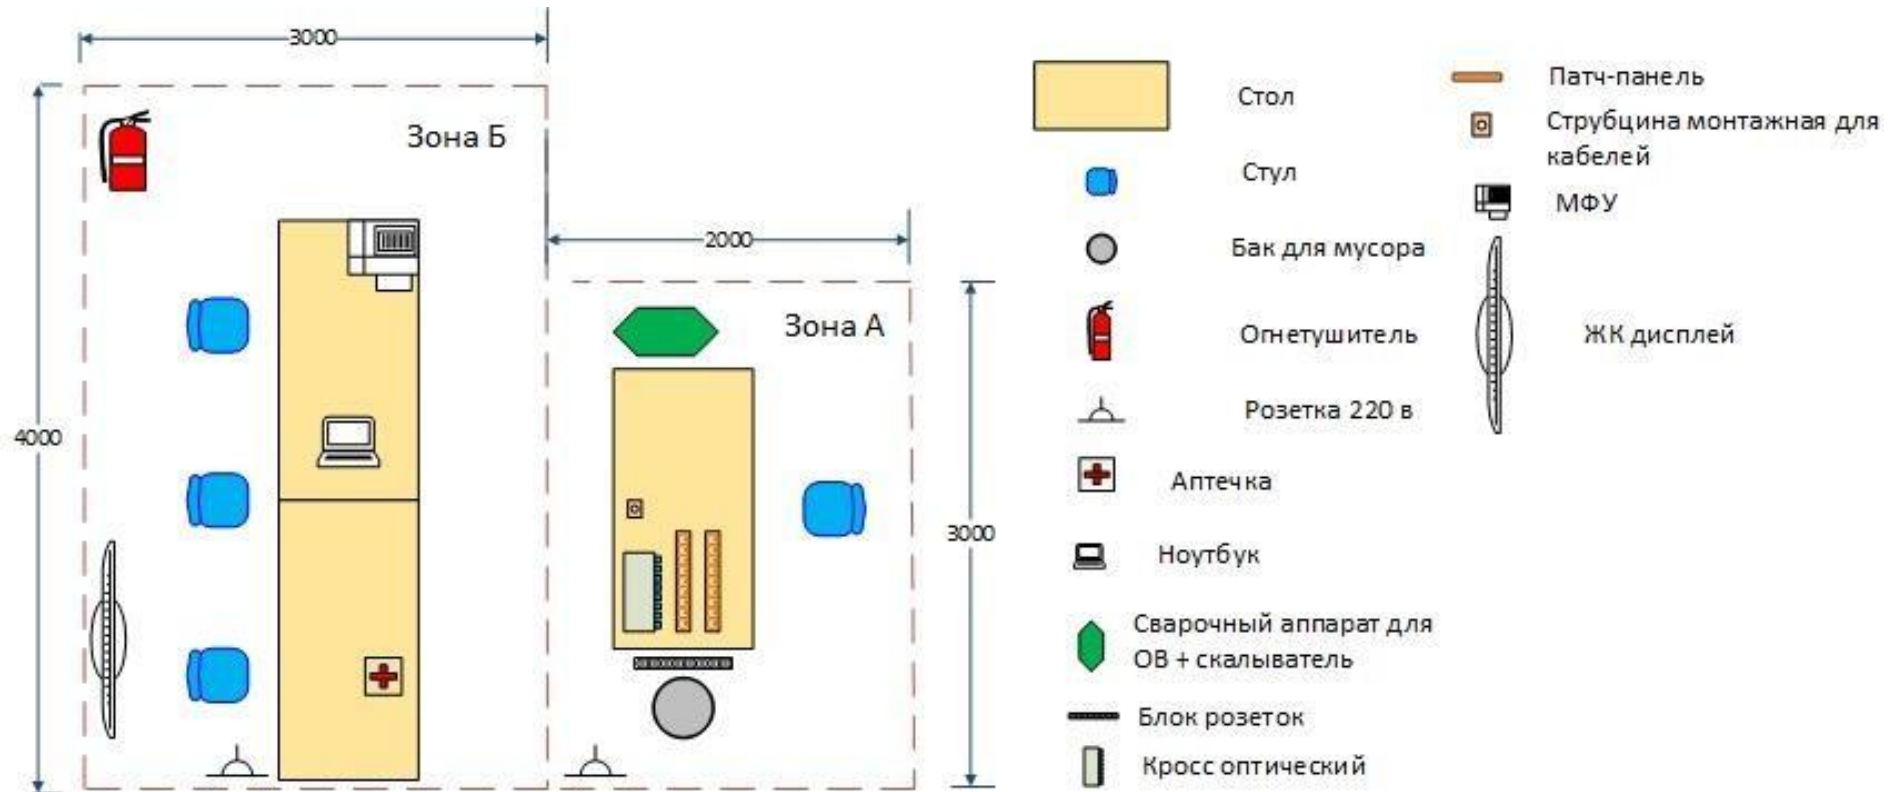 3000
Зона Б
4000
2000
Зона А
3000
Стол
Стул
Бак для мусора
Огнетушитель
Розетка 220 в
Аптечка
Ноутбук
Сварочный аппарат для
ОВ + скалыватель
Блок розеток
Кросс оптический
Патч-панель
Струбцина монтажная для
кабелей
МФУ
ЖК дисплей